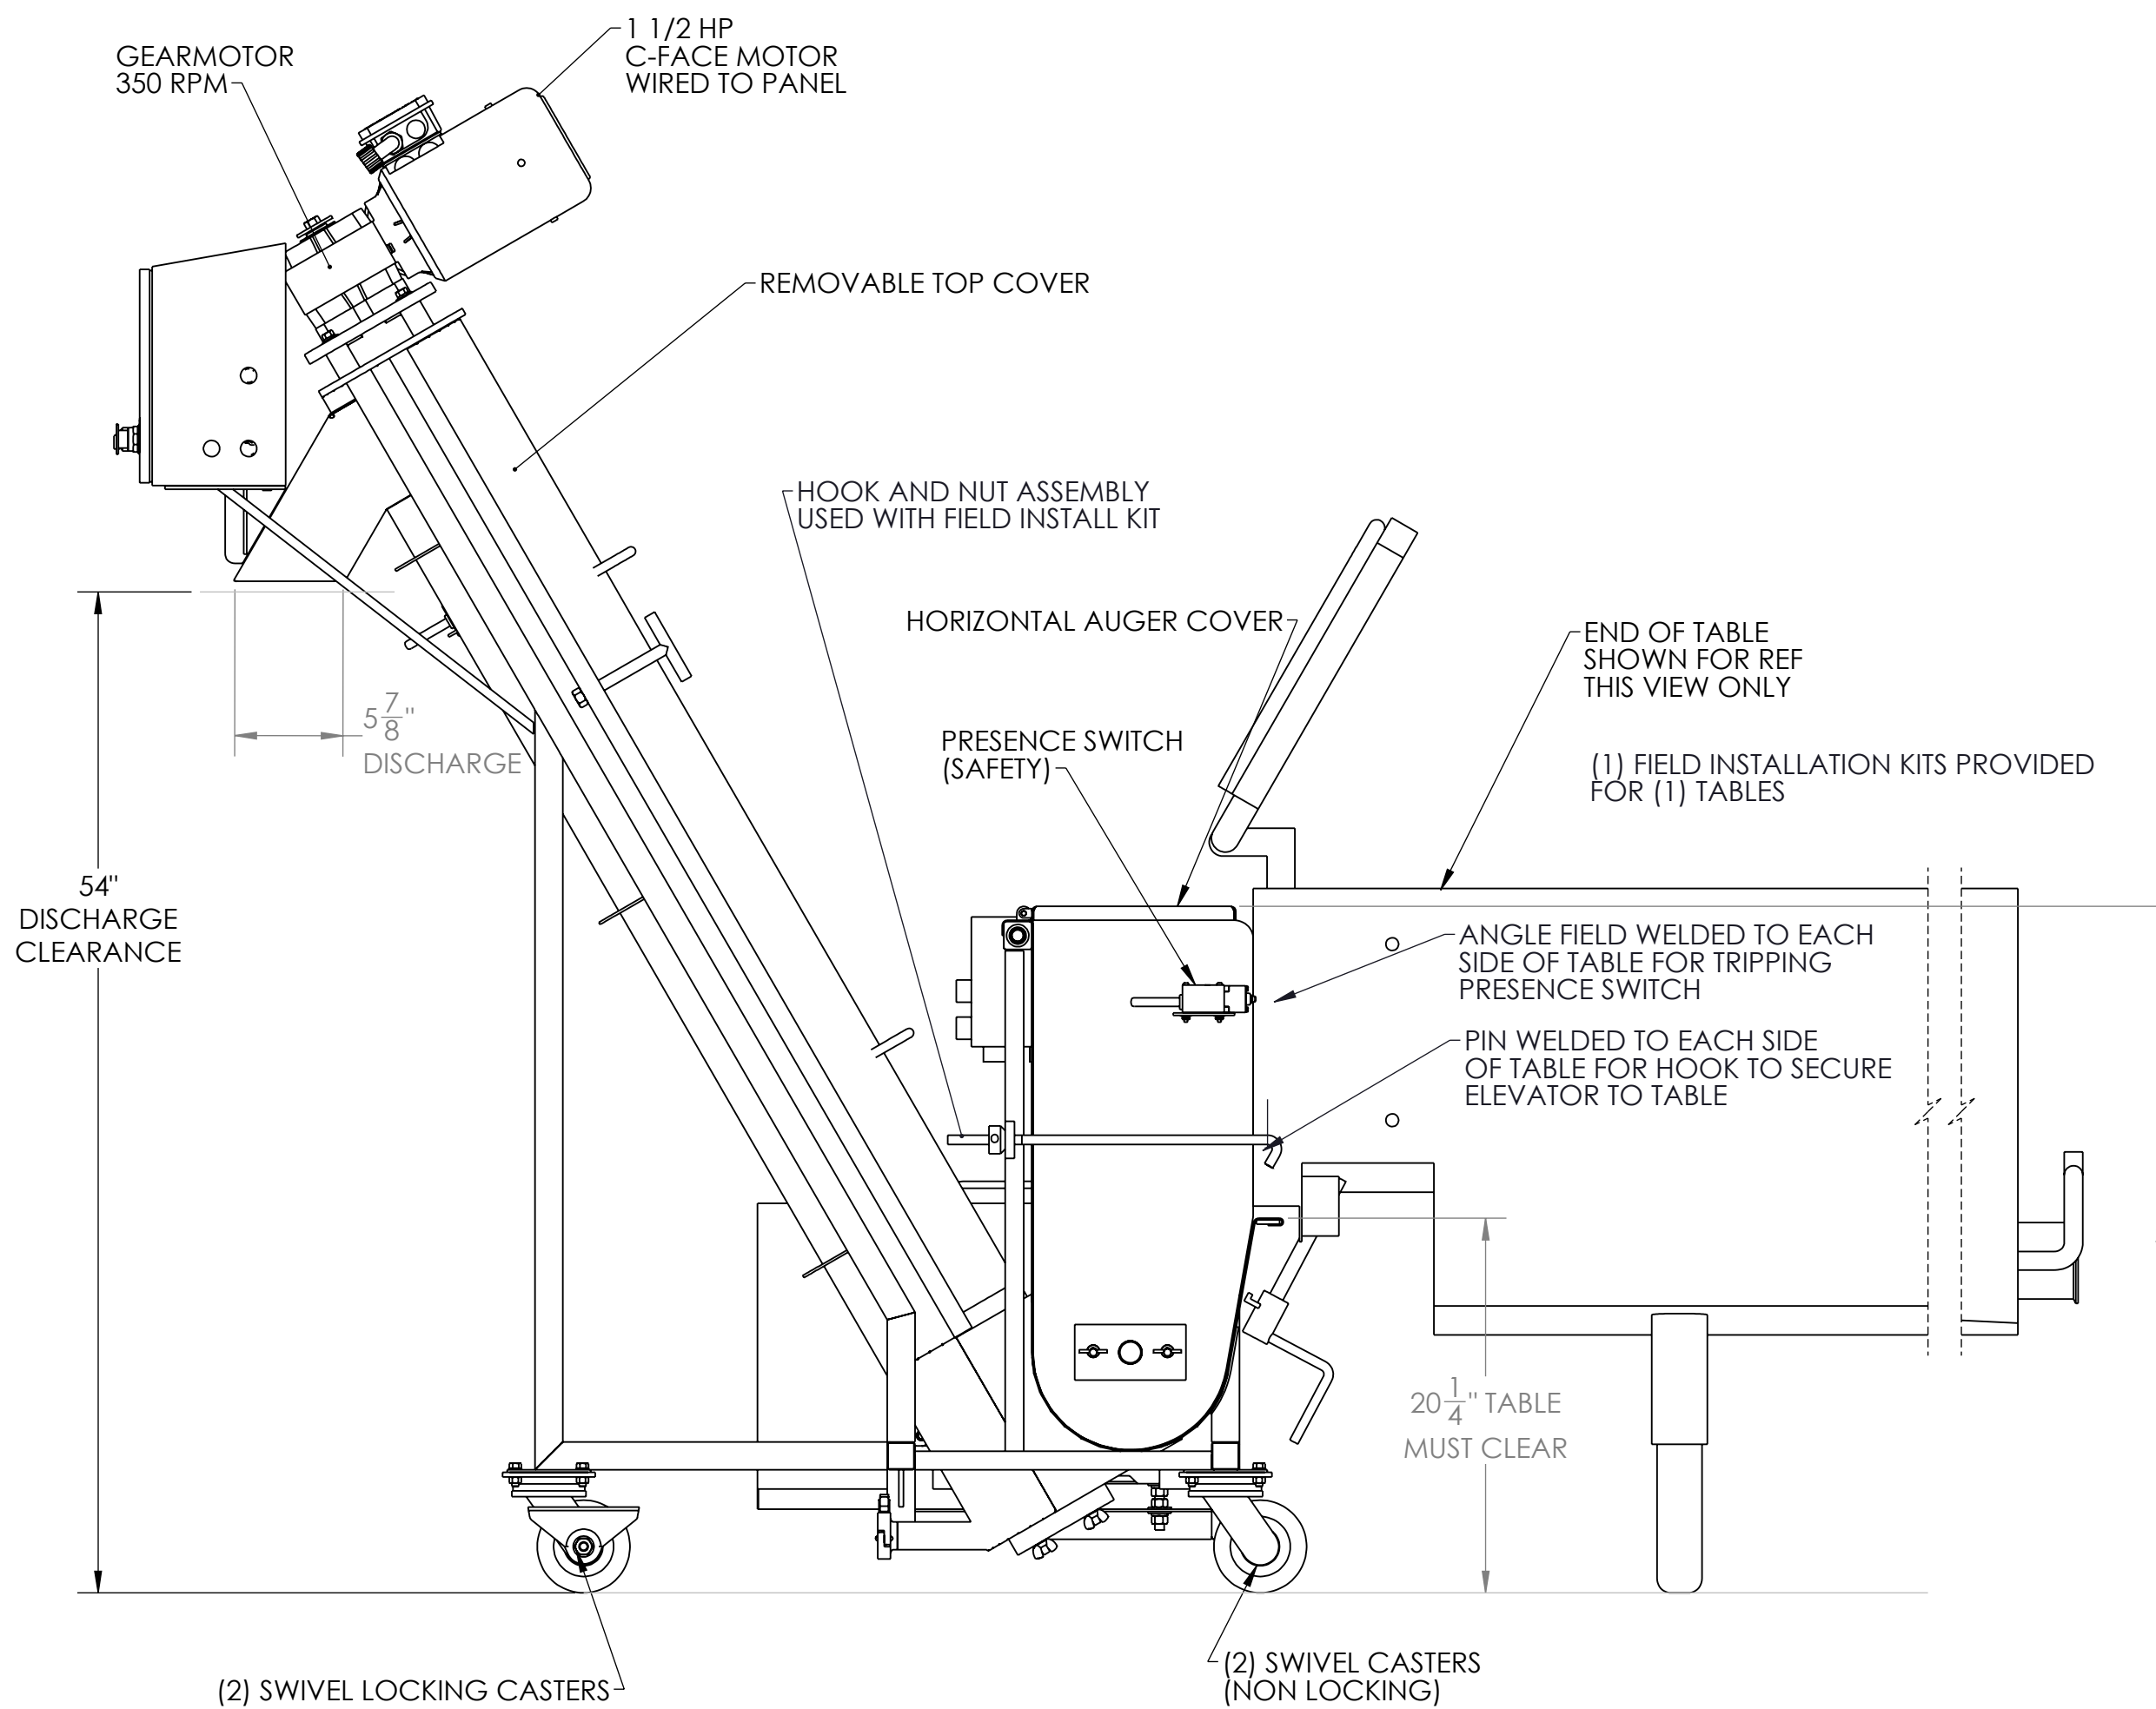 1 1/2 HP
C-FACE MOTOR
WIRED TO PANEL
GEARMOTOR
350 RPM
REMOVABLE TOP COVER
HOOK AND NUT ASSEMBLY
USED WITH FIELD INSTALL KIT
HORIZONTAL AUGER COVER
END OF TABLE
SHOWN FOR REF
THIS VIEW ONLY
5 7/8"
DISCHARGE
PRESENCE SWITCH
(SAFETY)
(1) FIELD INSTALLATION KITS PROVIDED
FOR (1) TABLES
54"
DISCHARGE
CLEARANCE
ANGLE FIELD WELDED TO EACH
SIDE OF TABLE FOR TRIPPING
PRESENCE SWITCH
PIN WELDED TO EACH SIDE
OF TABLE FOR HOOK TO SECURE
ELEVATOR TO TABLE
20 1/4" TABLE
MUST CLEAR
(2) SWIVEL LOCKING CASTERS
(2) SWIVEL CASTERS
(NON LOCKING)